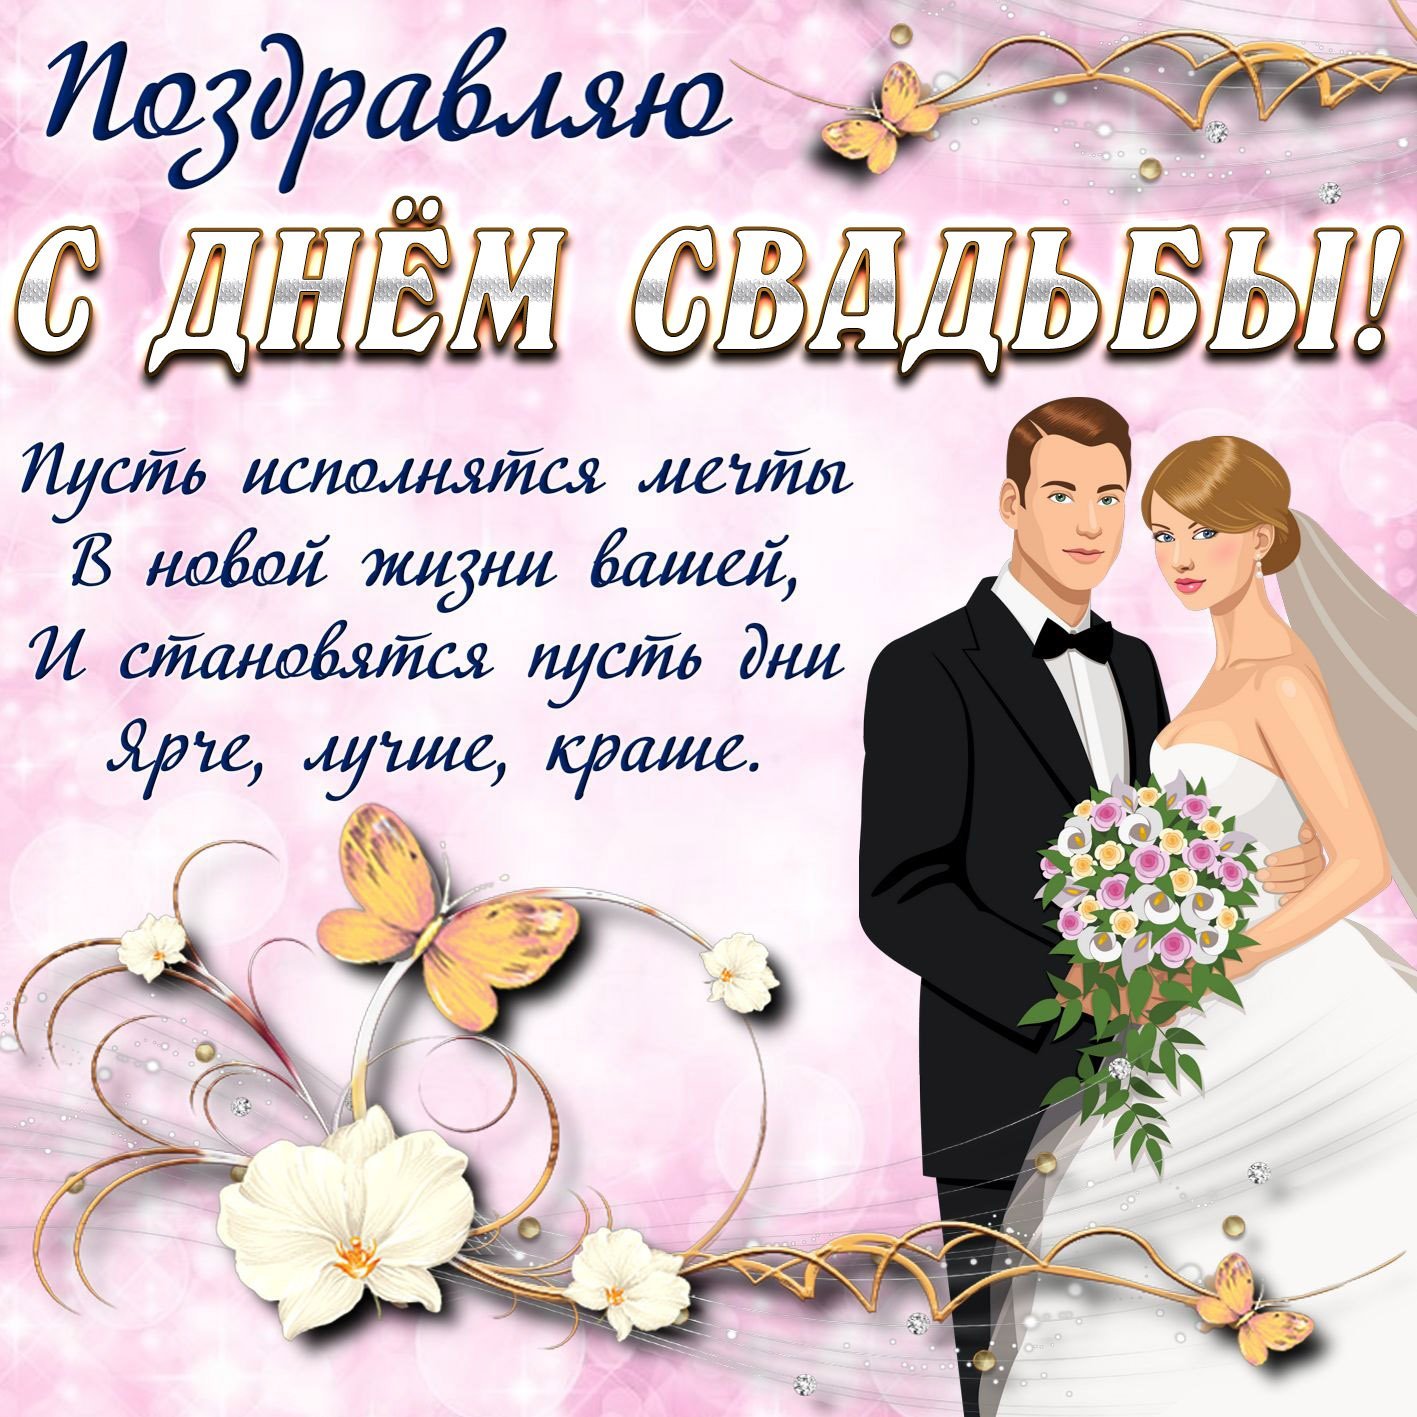 Поздравляю
С ДНЁМ СВАДЬБЫ!
Пусть исполнятся мечты
В новой жизни вашей,
И становятся пусть дни
Ярче, лучше, краше.